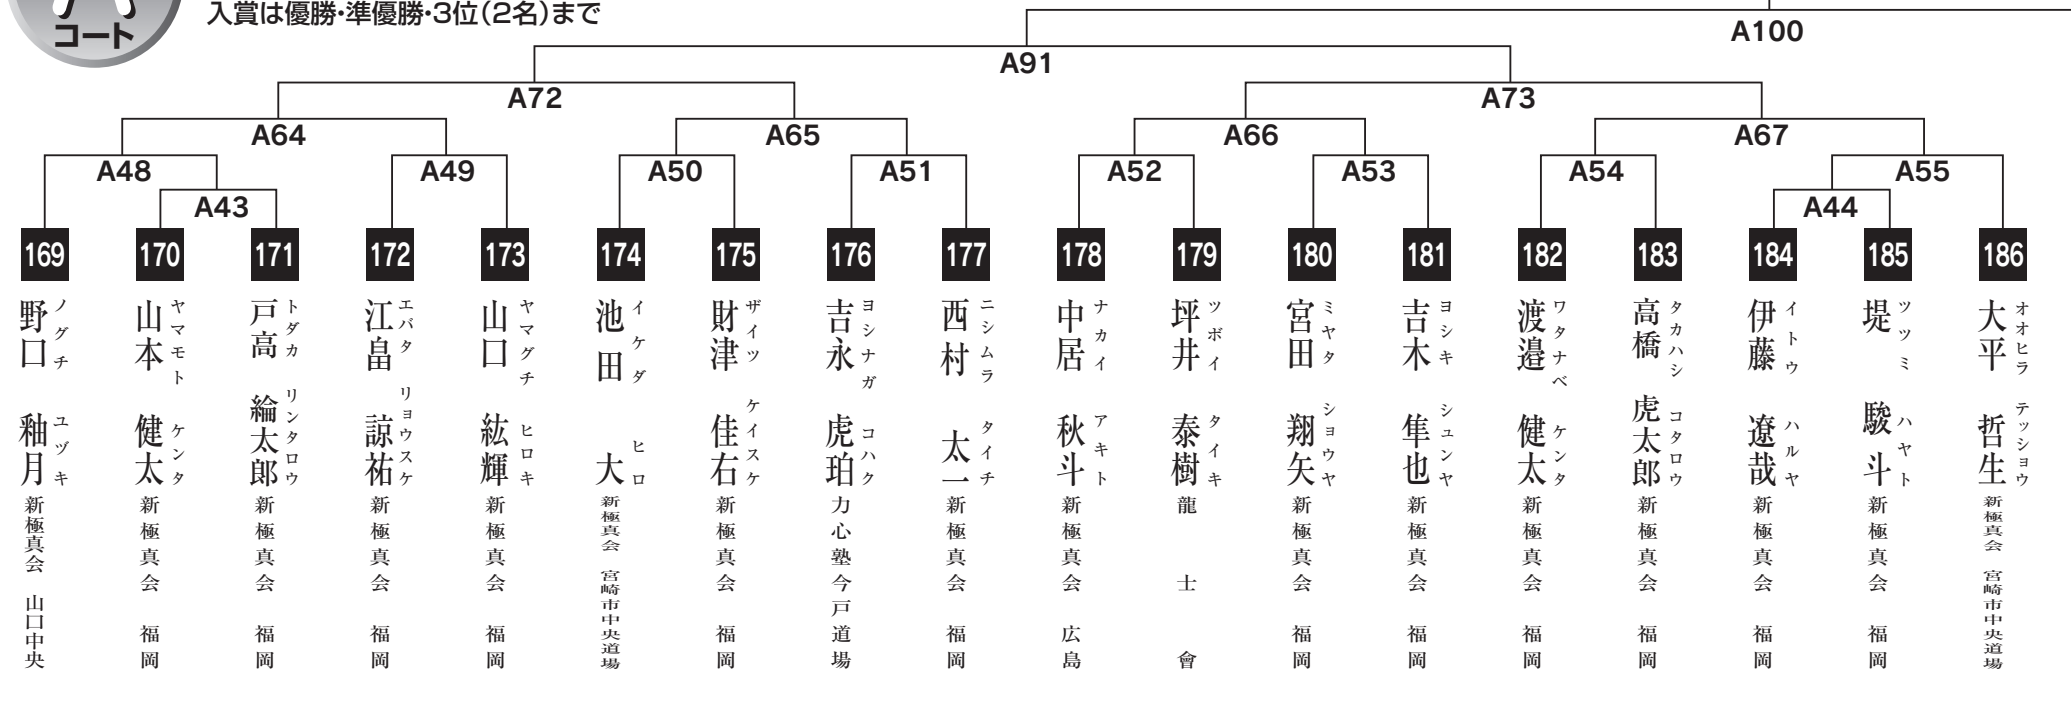 コート
入賞は優勝・準優勝・3位(2名)まで
A100
A91
A72
A73
A64
A65
A66
A67
A48
A49
A50
A51
A52
A53
A54
A55
A43
A44
169
野口 釉月
ノグチ ユヅキ
新極真会 山口中央
170
山本 健太
ヤマモト ケンタ
新極真会 福岡
171
戸高 綸太郎
トダカ リンタロウ
新極真会 福岡
172
江畠 諒祐
エバタ リョウスケ
新極真会 福岡
173
山口 紘輝
ヤマグチ ヒロキ
新極真会 福岡
174
池田 大
イケダ ヒロ
新極真会 宮崎市中央道場
175
財津 佳右
ザイツ ケイスケ
新極真会 福岡
176
吉永 虎珀
ヨシナガ コハク
力心塾今戸道場
177
西村 太一
ニシムラ タイチ
新極真会 福岡
178
中居 秋斗
ナカイ アキト
新極真会 広島
179
坪井 泰樹
ツボイ タイキ
龍士會
180
宮田 翔矢
ミヤタ ショウヤ
新極真会 福岡
181
吉木 隼也
ヨシキ シュンヤ
新極真会 福岡
182
渡邉 健太
ワタナベ ケンタ
新極真会 福岡
183
高橋 虎太郎
タカハシ コタロウ
新極真会 福岡
184
伊藤 遼哉
イトウ ハルヤ
新極真会 福岡
185
堤 駿斗
ツツミ ハヤト
新極真会 福岡
186
大平 哲生
オオヒラ テッショウ
新極真会 宮崎市中央道場